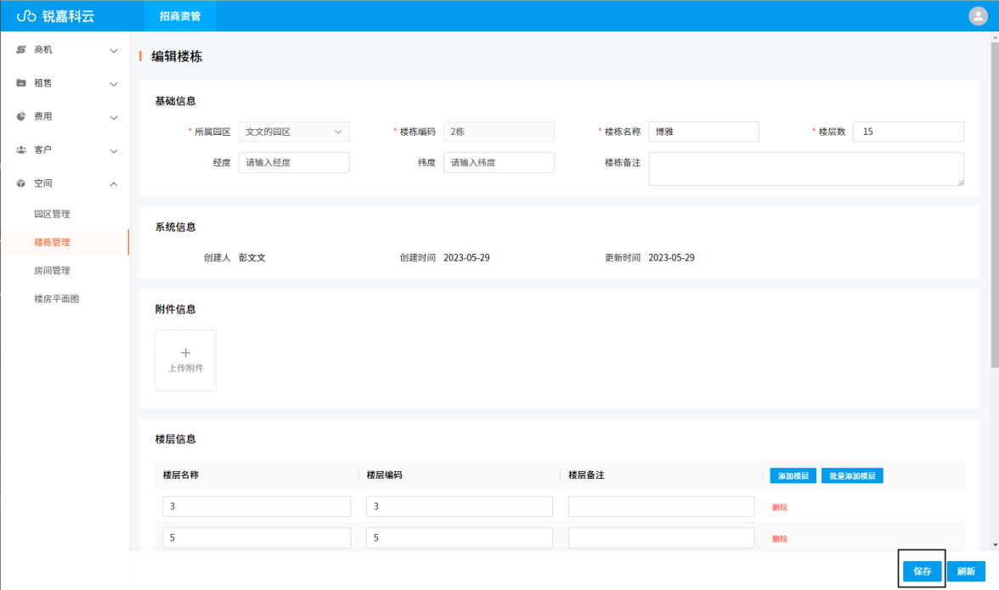 锐嘉科云 招商资管
商机
租售
费用
客户
空间
园区管理
楼栋管理
房间管理
楼房平面图
编辑楼栋
基础信息
* 所属园区 文文的园区 * 楼栋编码 2栋 * 楼栋名称 博雅 * 楼层数 15
经度 请输入经度 纬度 请输入纬度 楼栋备注
系统信息
创建人 彭文文 创建时间 2023-05-29 更新时间 2023-05-29
附件信息
上传附件
楼层信息
楼层名称 楼层编码 楼层备注 添加楼层 批量添加楼层
3 3 删除
5 5 删除
保存 刷新